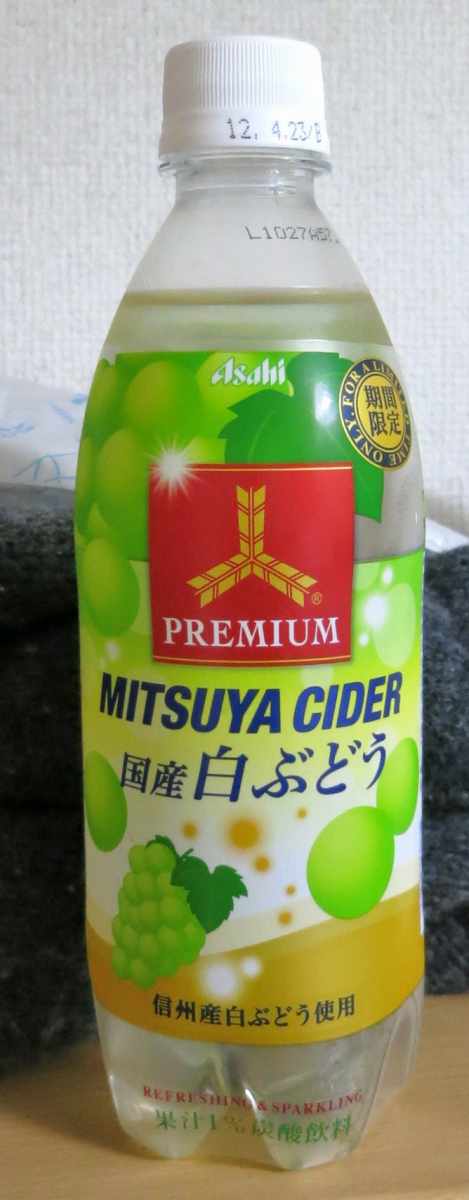 12. 4.23/B
Asahi
期間
限定
PREMIUM
MITSUYA CIDER
国産白ぶどう
信州産白ぶどう使用
REFRESHING & SPARKLING
果汁1%炭酸飲料